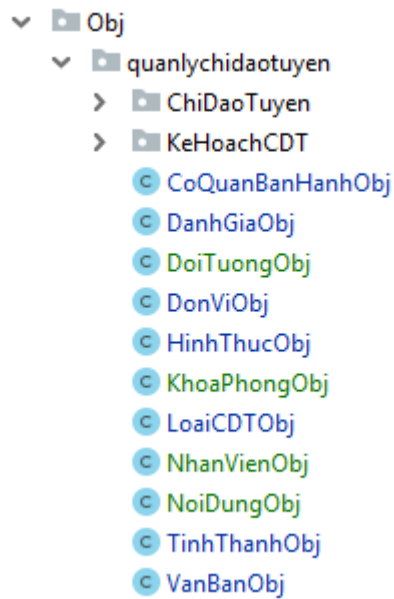 Obj
quanlychidaotuyen
ChiDaoTuyen
KeHoachCDT
C CoQuanBanHanhObj
C DanhGiaObj
C DoiTuongObj
C DonViObj
C HinhThucObj
C KhoaPhongObj
C LoaiCDTObj
C NhanVienObj
C NoiDungObj
C TinhThanhObj
C VanBanObj